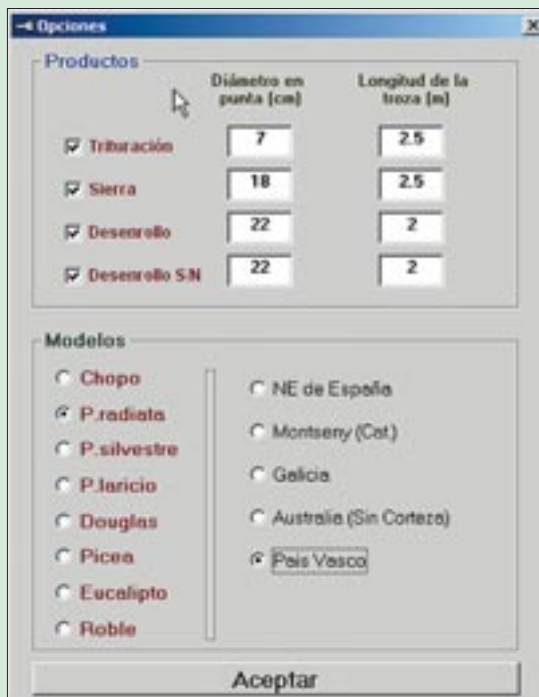 Opciones
Productos
Diámetro en punta (cm)
Longitud de la troza (m)
Trituración 7 2.5
Sierra 18 2.5
Desenrollo 22 2
Desenrollo S/N 22 2
Modelos
Chopo
P.radiata
P.silvestre
P.laricio
Douglas
Picea
Eucalipto
Roble
NE de España
Montseny (Cat.)
Galicia
Australia (Sin Corteza)
Pais Vasco
Aceptar